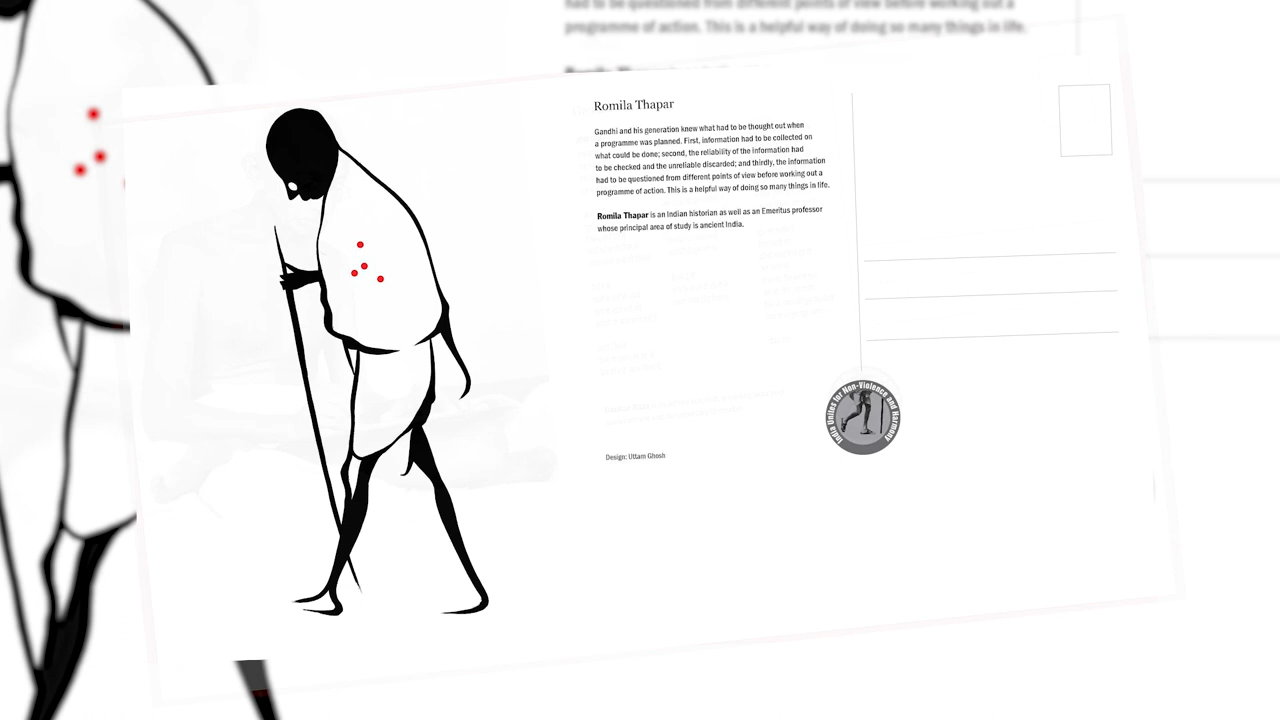 had to be questioned from different points of view before working out a
programme of action. This is a helpful way of doing so many things in life.
Romila Thapar
Gandhi and his generation knew what had to be thought out when
a programme was planned. First, information had to be collected on
what could be done; second, the reliability of the information had
to be checked and the unreliable discarded; and thirdly, the information
had to be questioned from different points of view before working out a
programme of action. This is a helpful way of doing so many things in life.
Romila Thapar is an Indian historian as well as an Emeritus professor
whose principal area of study is ancient India.
India Unites for Non-Violence and Harmony
Design: Uttam Ghosh